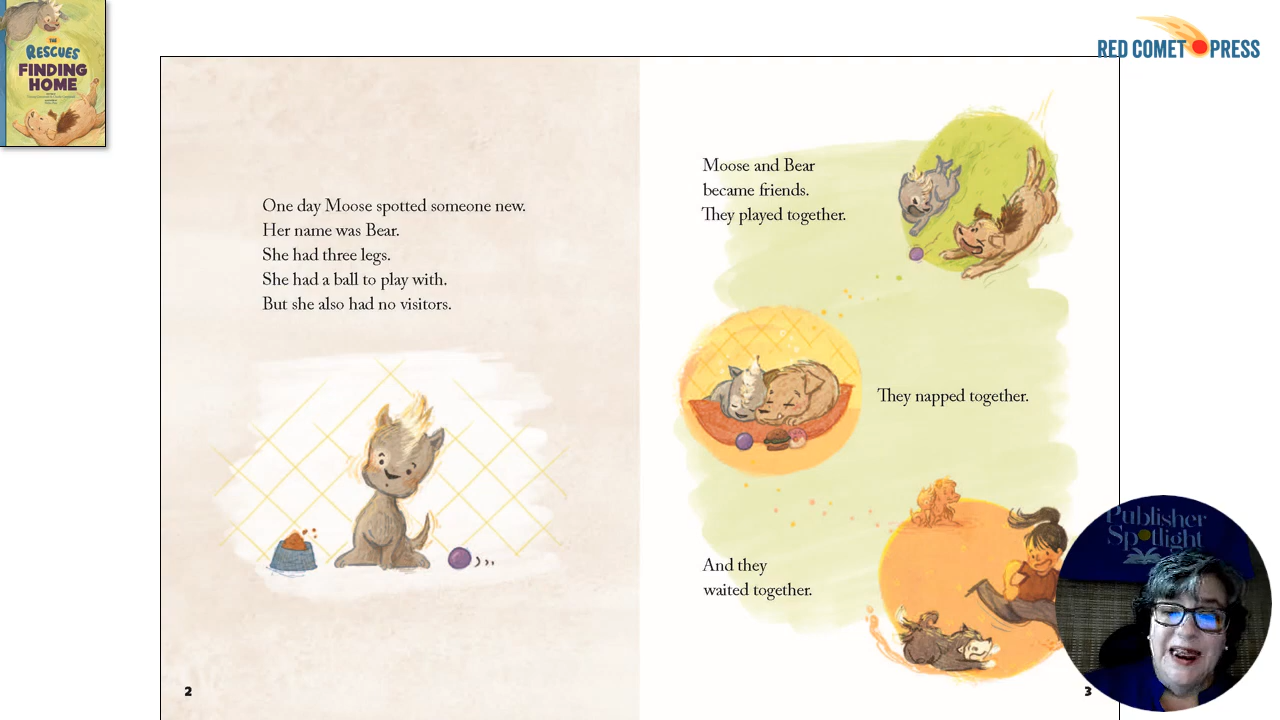 THE
RESCUES
FINDING
HOME
RED COMET PRESS
One day Moose spotted someone new.
Her name was Bear.
She had three legs.
She had a ball to play with.
But she also had no visitors.
2
Moose and Bear
became friends.
They played together.
They napped together.
And they
waited together.
3
Publisher
Spotlight